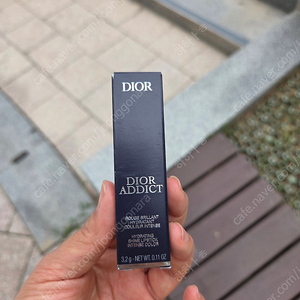 DIOR
DIOR
ADDICT
ROUGE BRILLANT
HYDRATANT
COULEUR INTENSE
HYDRATING
SHINE LIPSTICK
INTENSE COLOR
3,2 g - NET WT. 0.11 OZ